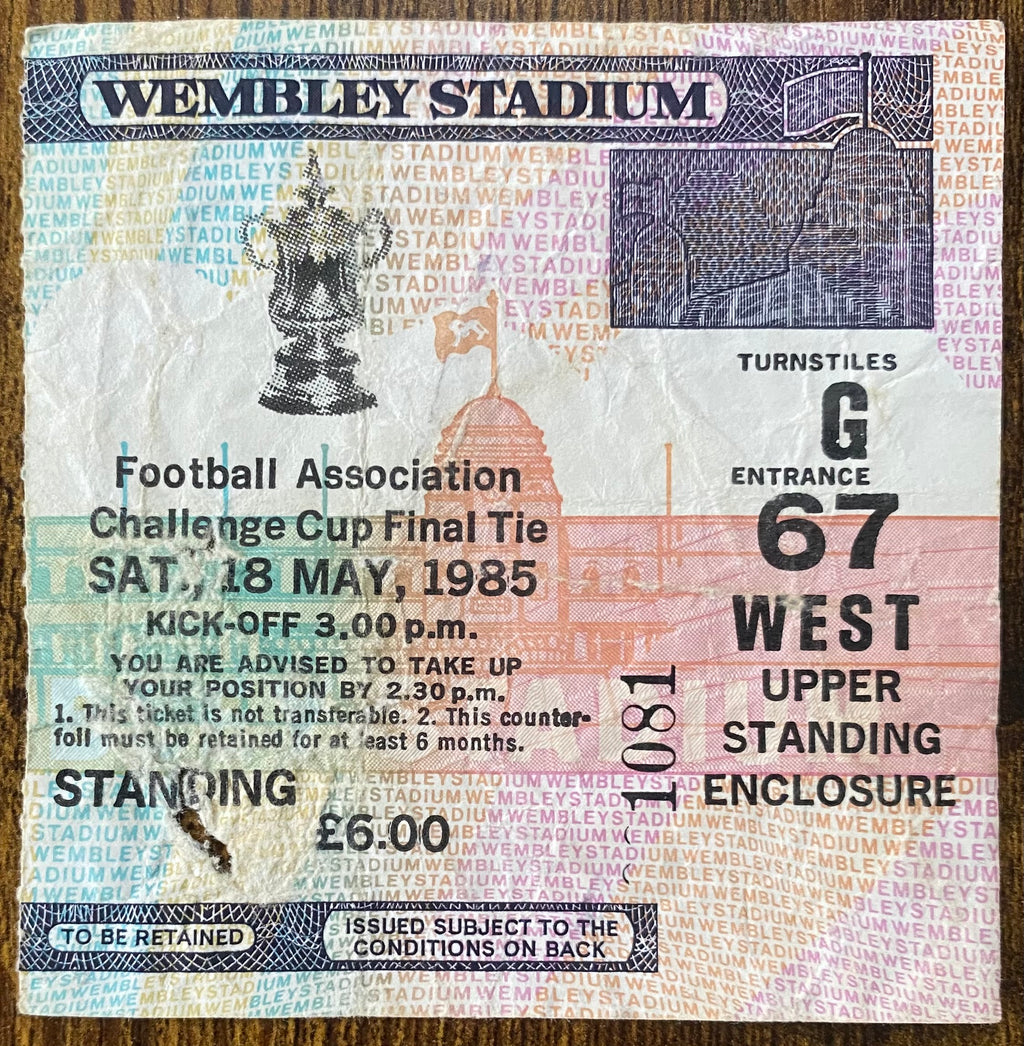 WEMBLEY STADIUM
TURNSTILES
G
ENTRANCE
67
WEST
UPPER
STANDING
ENCLOSURE
Football Association
Challenge Cup Final Tie
SAT., 18 MAY, 1985
KICK-OFF 3.00 p.m.
YOU ARE ADVISED TO TAKE UP
YOUR POSITION BY 2.30 p.m.
1. This ticket is not transferable. 2. This counter-
foil must be retained for at least 6 months.
STANDING
£6.00
1081
TO BE RETAINED
ISSUED SUBJECT TO THE
CONDITIONS ON BACK